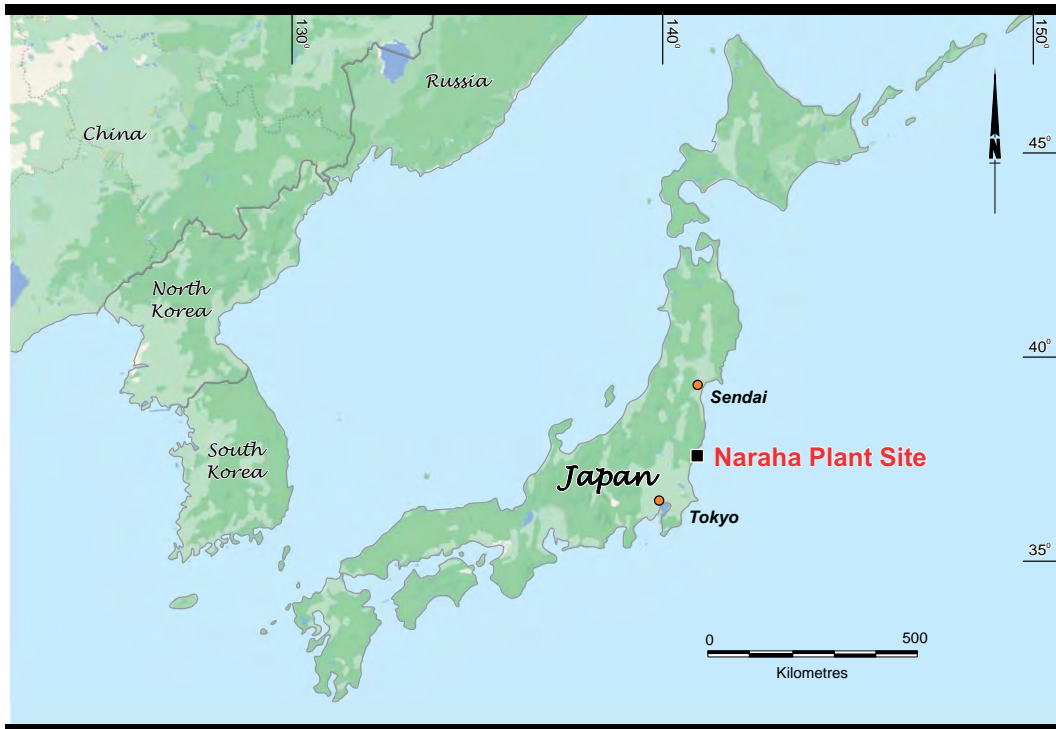 130°
140°
150°
Russia
China
N
45°
North
Korea
40°
Sendai
South
Korea
Japan
Naraha Plant Site
Tokyo
35°
0
500
Kilometres